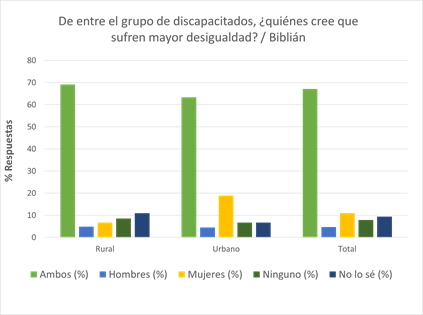 De entre el grupo de discapacitados, ¿quiénes cree que
sufren mayor desigualdad? / Biblián
% Respuestas
80
70
60
50
40
30
20
10
0
Rural Urbano Total
Ambos (%) Hombres (%) Mujeres (%) Ninguno (%) No lo sé (%)